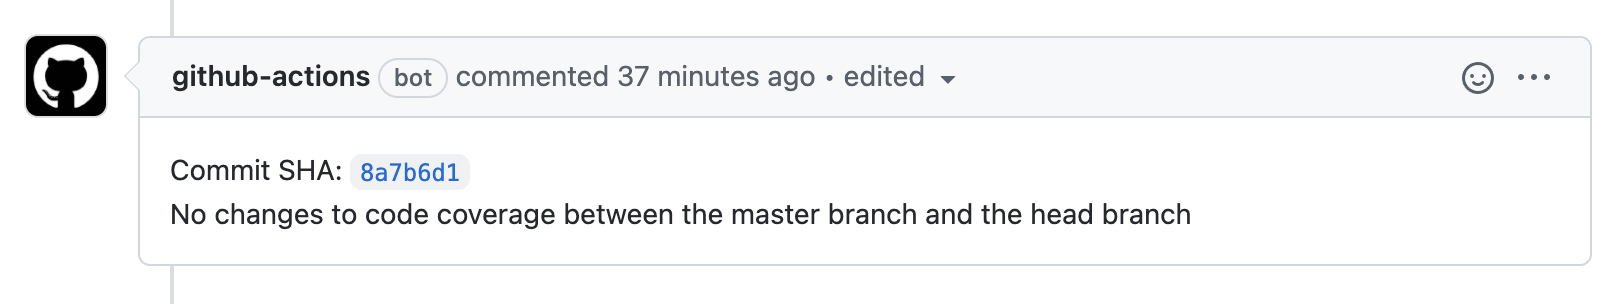 github-actions bot commented 37 minutes ago • edited
Commit SHA: 8a7b6d1
No changes to code coverage between the master branch and the head branch